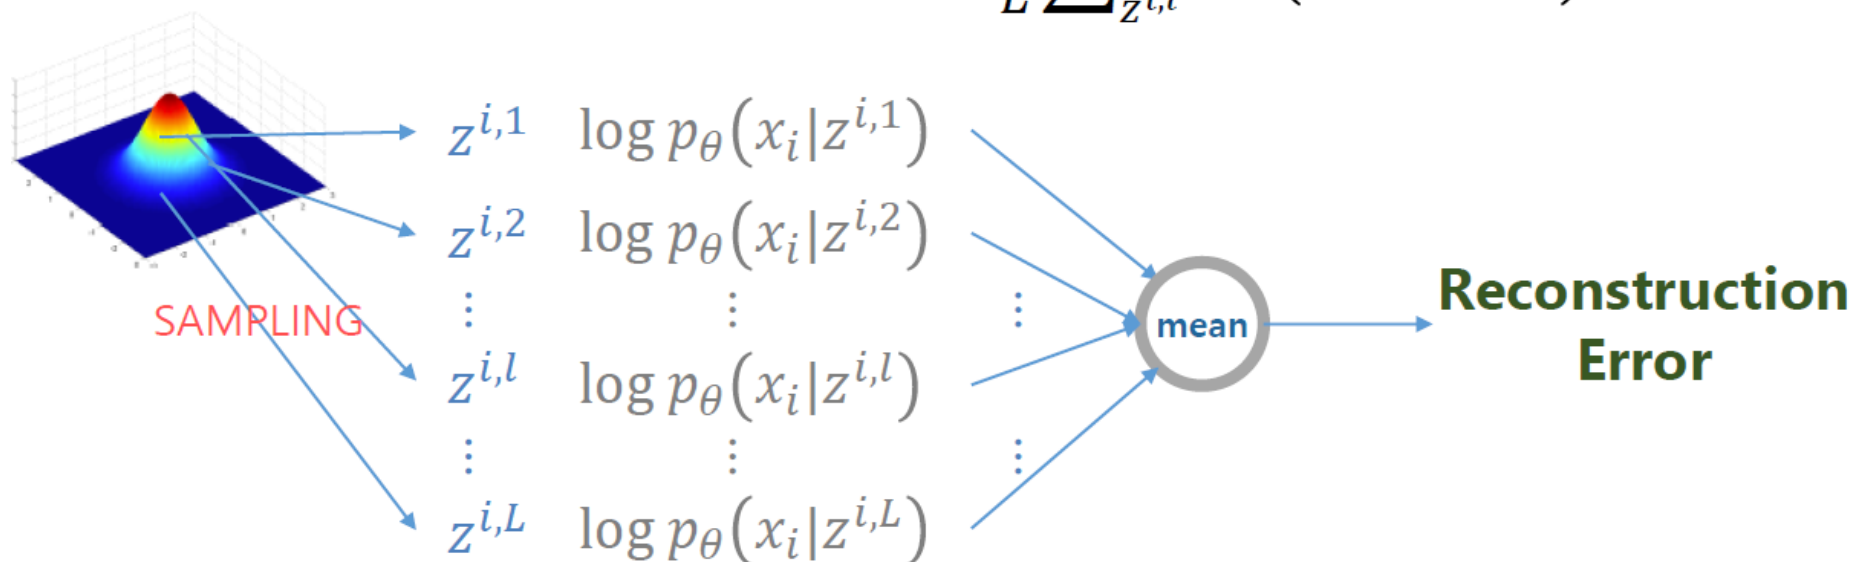 z^{i,1} log p_θ(x_i|z^{i,1})
z^{i,2} log p_θ(x_i|z^{i,2})
⋮ ⋮ ⋮
SAMPLING
mean
Reconstruction
Error
z^{i,l} log p_θ(x_i|z^{i,l})
⋮ ⋮ ⋮
z^{i,L} log p_θ(x_i|z^{i,L})